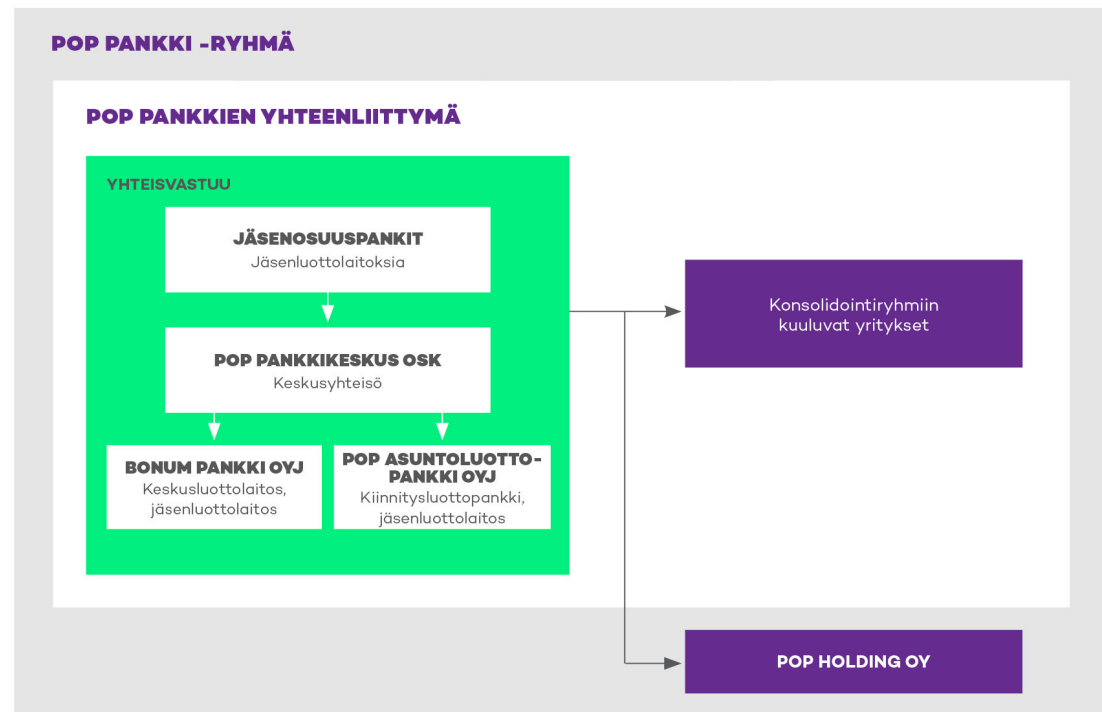 POP PANKKI -RYHMÄ
POP PANKKIEN YHTEENLIITTYMÄ
YHTEISVASTUU
JÄSENOSUUSPANKIT
Jäsenluottolaitoksia
POP PANKKIKESKUS OSK
Keskusyhteisö
BONUM PANKKI OYJ
Keskusluottolaitos,
jäsenluottolaitos
POP ASUNTOLUOTTO-
PANKKI OYJ
Kiinnitysluottopankki,
jäsenluottolaitos
Konsolidointiryhmiin
kuuluvat yritykset
POP HOLDING OY